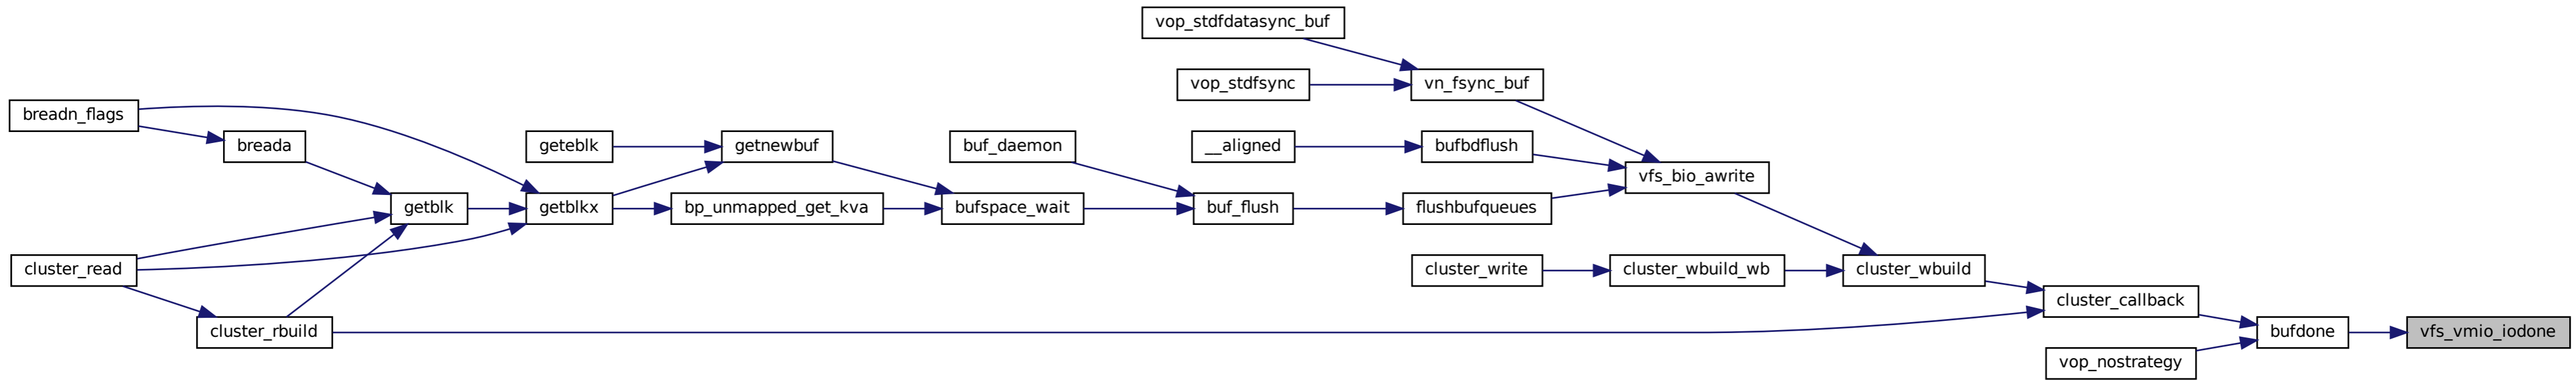 vop_stdfdatasync_buf
vop_stdfsync
vn_fsync_buf
breadn_flags
breada
geteblk
getnewbuf
buf_daemon
__aligned
bufbdflush
vfs_bio_awrite
getblk
getblkx
bp_unmapped_get_kva
bufspace_wait
buf_flush
flushbufqueues
cluster_read
cluster_write
cluster_wbuild_wb
cluster_wbuild
cluster_callback
cluster_rbuild
bufdone
vfs_vmio_iodone
vop_nostrategy